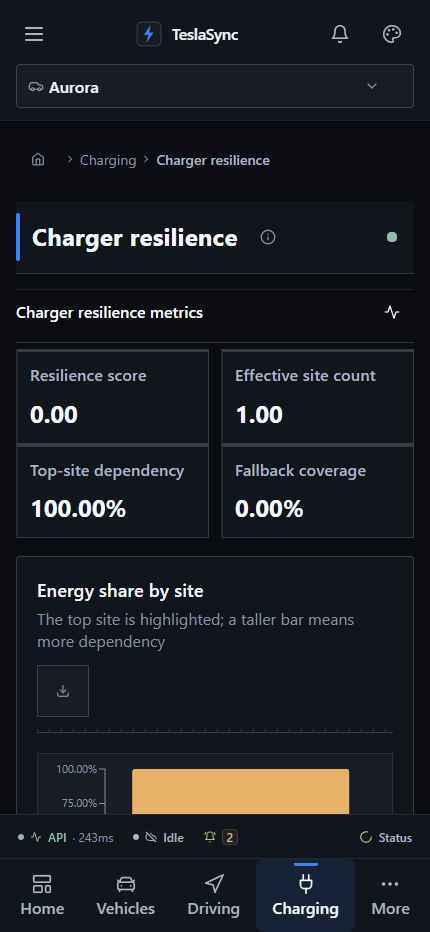 TeslaSync
Aurora
Charging
Charger resilience
Charger resilience
Charger resilience metrics
Resilience score
0.00
Effective site count
1.00
Top-site dependency
100.00%
Fallback coverage
0.00%
Energy share by site
The top site is highlighted; a taller bar means
more dependency
100.00%
75.00%
API · 243ms
Idle
2
Status
Home
Vehicles
Driving
Charging
More